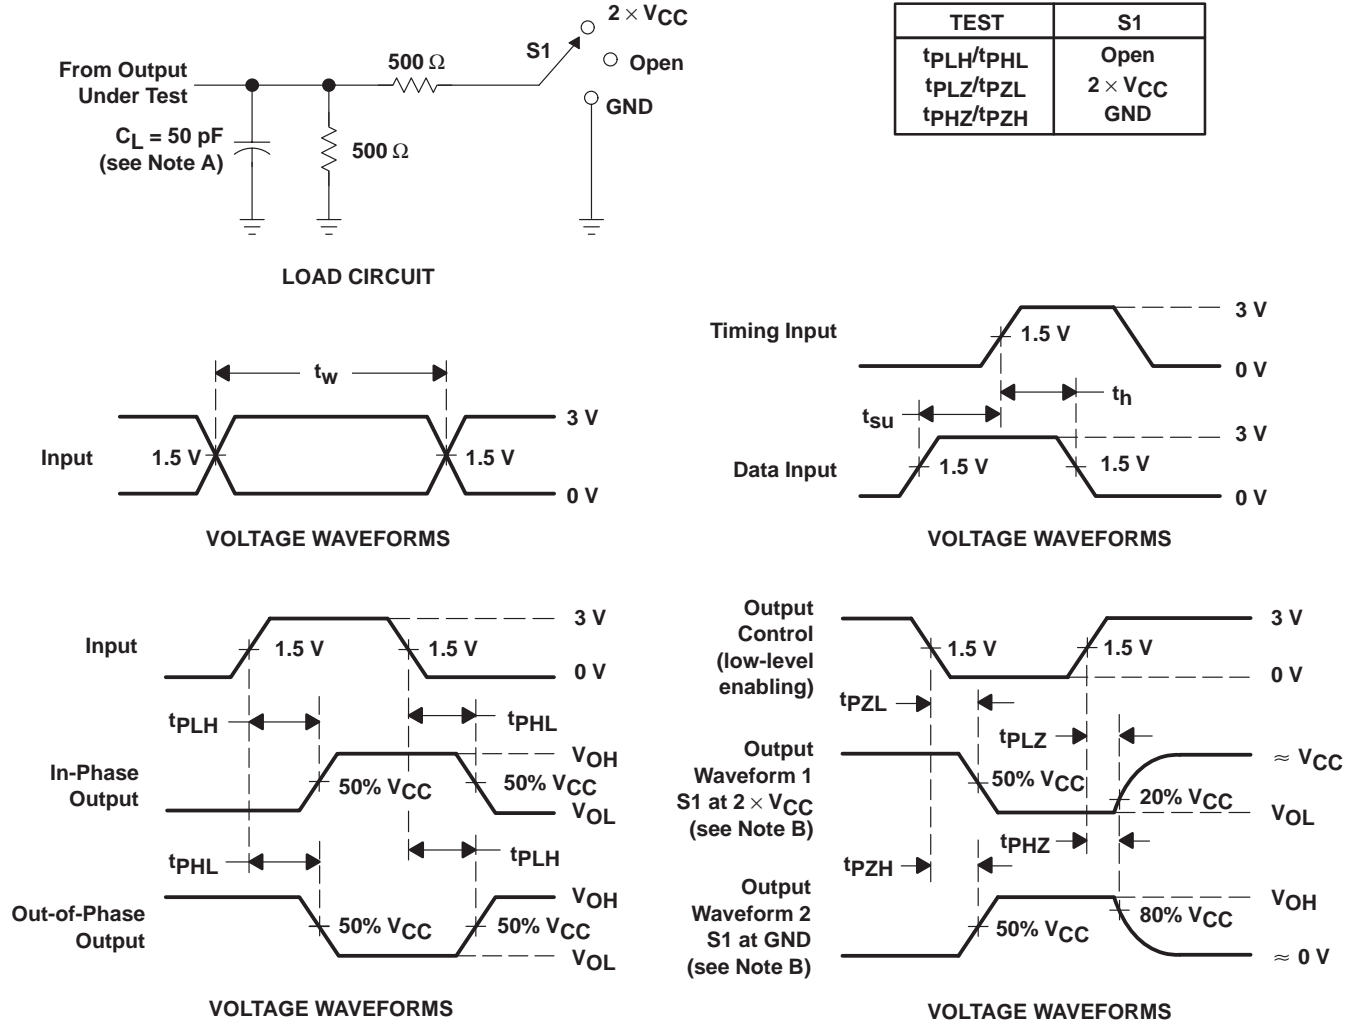 2 × VCC
S1
500 Ω
Open
From Output
Under Test
GND
CL = 50 pF
(see Note A)
500 Ω
LOAD CIRCUIT
TEST S1
tPLH/tPHL Open
tPLZ/tPZL 2 × VCC
tPHZ/tPZH GND
tw
3 V
Input
1.5 V
1.5 V
0 V
VOLTAGE WAVEFORMS
Timing Input
1.5 V
3 V
0 V
th
tsu
3 V
Data Input
1.5 V
1.5 V
0 V
VOLTAGE WAVEFORMS
3 V
Input
1.5 V
1.5 V
0 V
tPLH
tPHL
VOH
In-Phase
Output
50% VCC
50% VCC
VOL
tPHL
tPLH
VOH
Out-of-Phase
Output
50% VCC
50% VCC
VOL
VOLTAGE WAVEFORMS
Output
Control
(low-level
enabling)
1.5 V
1.5 V
3 V
0 V
tPZL
tPLZ
Output
Waveform 1
S1 at 2 × VCC
(see Note B)
50% VCC
20% VCC
≈ VCC
VOL
tPHZ
tPZH
Output
Waveform 2
S1 at GND
(see Note B)
50% VCC
80% VCC
VOH
≈ 0 V
VOLTAGE WAVEFORMS